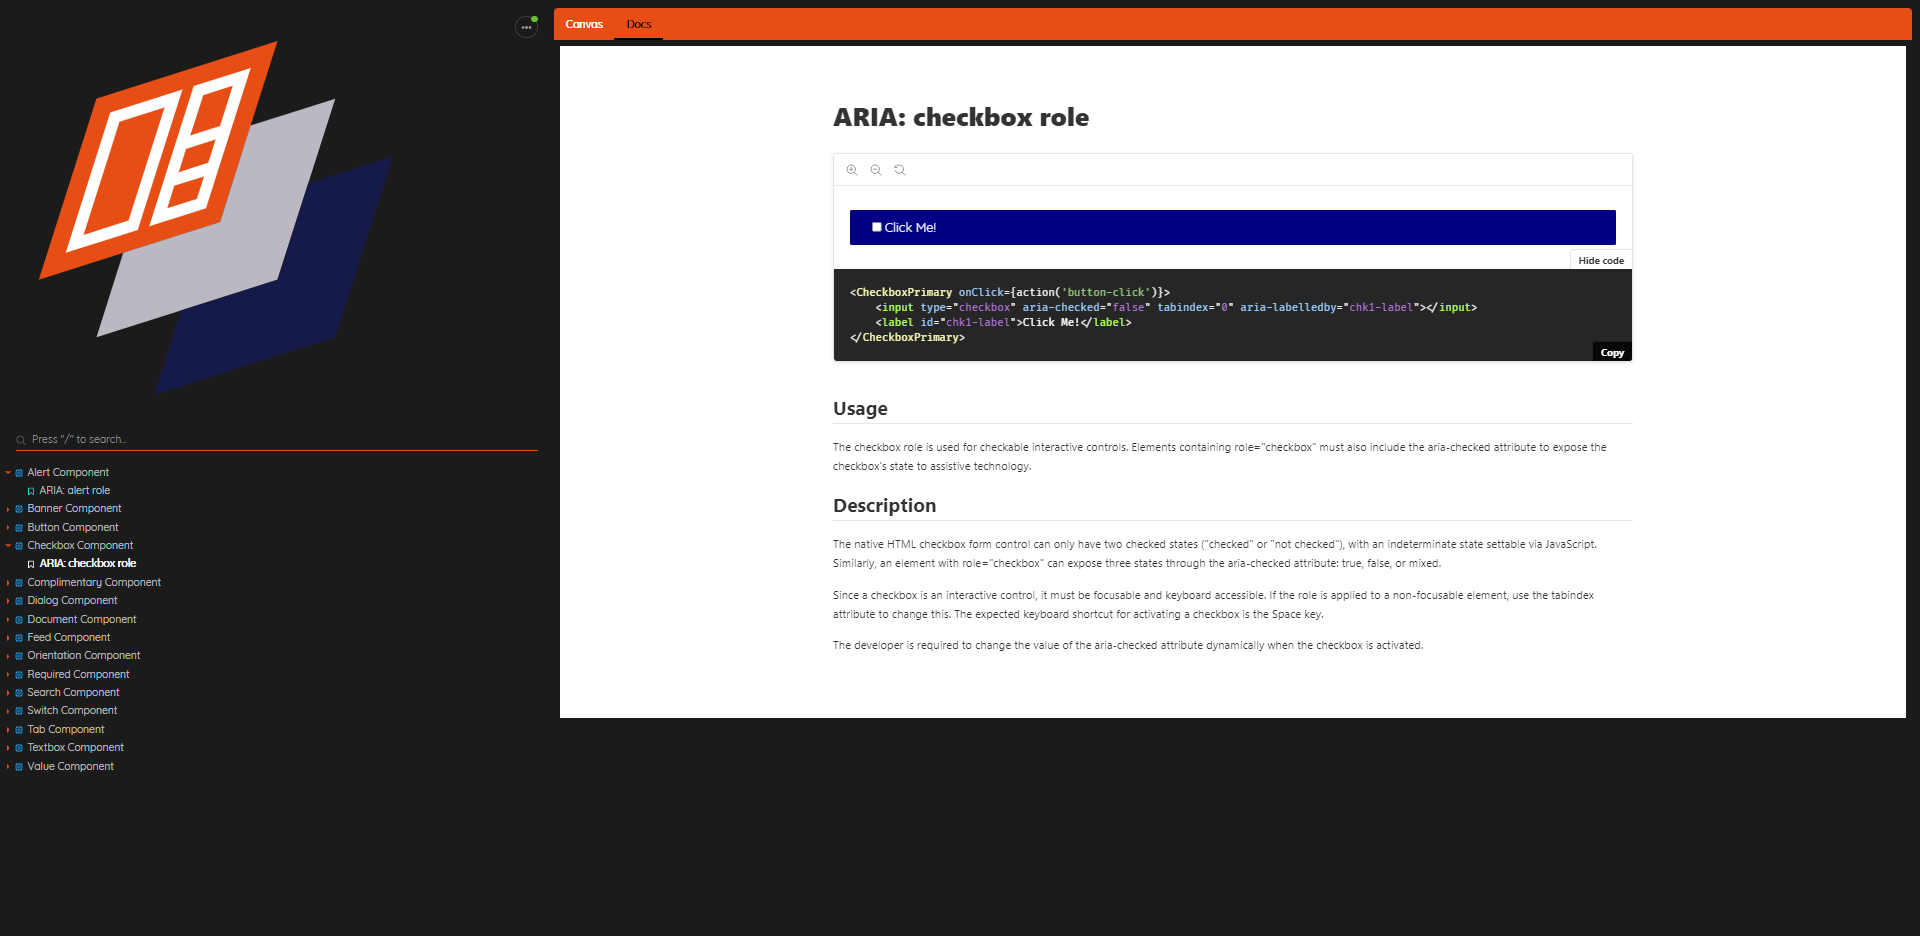 Canvas Docs
ARIA: checkbox role
Click Me!
Hide code
<CheckboxPrimary onClick={action('button-click')}>
<input type="checkbox" aria-checked="false" tabindex="0" aria-labelledby="chk1-label"></input>
<label id="chk1-label">Click Me!</label>
</CheckboxPrimary>
Copy
Usage
The checkbox role is used for checkable interactive controls. Elements containing role="checkbox" must also include the aria-checked attribute to expose the
checkbox's state to assistive technology.
Description
The native HTML checkbox form control can only have two checked states ("checked" or "not checked"), with an indeterminate state settable via JavaScript.
Similarly, an element with role="checkbox" can expose three states through the aria-checked attribute: true, false, or mixed.
Since a checkbox is an interactive control, it must be focusable and keyboard accessible. If the role is applied to a non-focusable element, use the tabindex
attribute to change this. The expected keyboard shortcut for activating a checkbox is the Space key.
The developer is required to change the value of the aria-checked attribute dynamically when the checkbox is activated.
Press "/" to search...
Alert Component
ARIA: alert role
Banner Component
Button Component
Checkbox Component
ARIA: checkbox role
Complimentary Component
Dialog Component
Document Component
Feed Component
Orientation Component
Required Component
Search Component
Switch Component
Tab Component
Textbox Component
Value Component